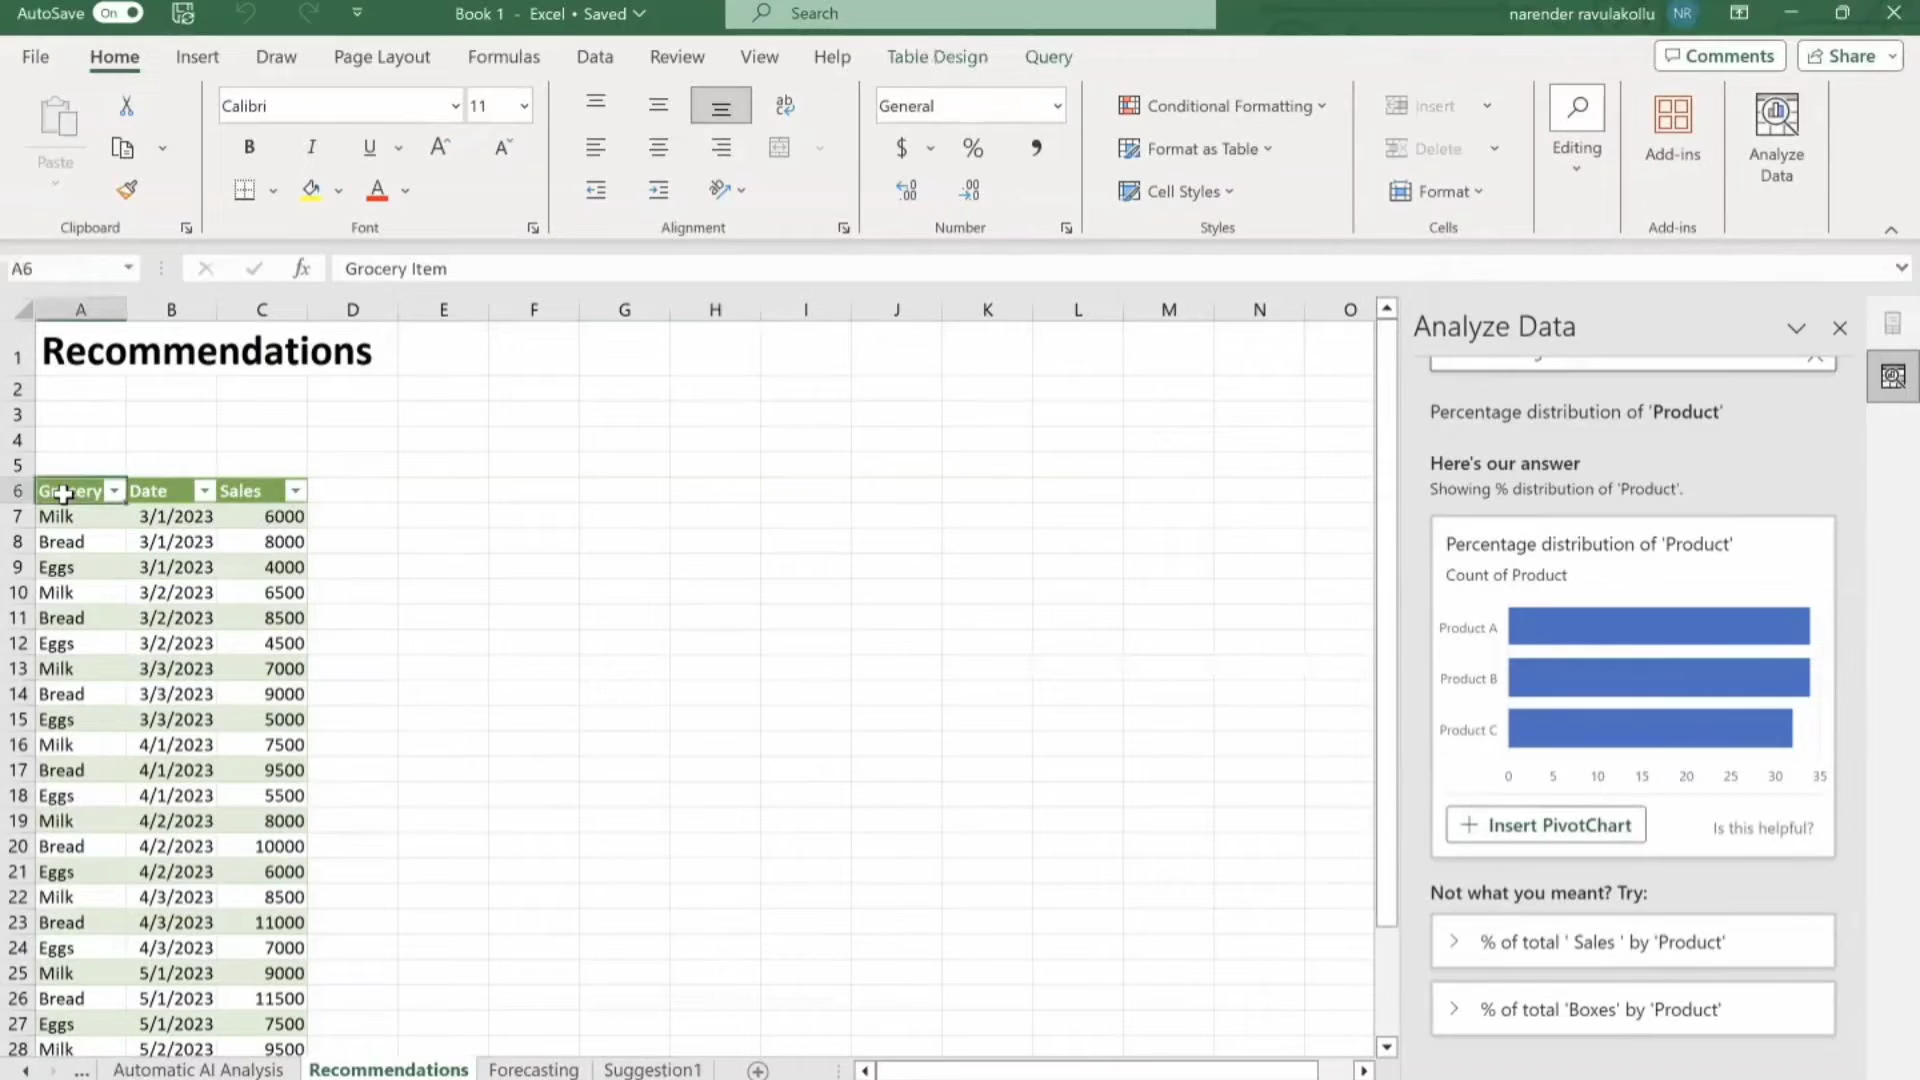 AutoSave On Book 1 - Excel • Saved Search narender ravulakollu NR
File Home Insert Draw Page Layout Formulas Data Review View Help Table Design Query Comments Share
Paste
Clipboard
Calibri 11
B I U A A
A
Font
ab
Alignment
General
$ % 9
.00 .00
Number
Conditional Formatting
Format as Table
Cell Styles
Styles
Insert
Delete
Format
Cells
Editing
Add-ins
Add-ins
Analyze
Data
A6 fx Grocery Item
A B C D E F G H I J K L M N O
1 Recommendations
2
3
4
5
6 Grocery Date Sales
7 Milk 3/1/2023 6000
8 Bread 3/1/2023 8000
9 Eggs 3/1/2023 4000
10 Milk 3/2/2023 6500
11 Bread 3/2/2023 8500
12 Eggs 3/2/2023 4500
13 Milk 3/3/2023 7000
14 Bread 3/3/2023 9000
15 Eggs 3/3/2023 5000
16 Milk 4/1/2023 7500
17 Bread 4/1/2023 9500
18 Eggs 4/1/2023 5500
19 Milk 4/2/2023 8000
20 Bread 4/2/2023 10000
21 Eggs 4/2/2023 6000
22 Milk 4/3/2023 8500
23 Bread 4/3/2023 11000
24 Eggs 4/3/2023 7000
25 Milk 5/1/2023 9000
26 Bread 5/1/2023 11500
27 Eggs 5/1/2023 7500
28 Milk 5/2/2023 9500
... Automatic AI Analysis Recommendations Forecasting Suggestion1
Analyze Data
Percentage distribution of 'Product'
Here's our answer
Showing % distribution of 'Product'.
Percentage distribution of 'Product'
Count of Product
Product A
Product B
Product C
0 5 10 15 20 25 30 35
Insert PivotChart Is this helpful?
Not what you meant? Try:
% of total ' Sales ' by 'Product'
% of total 'Boxes' by 'Product'